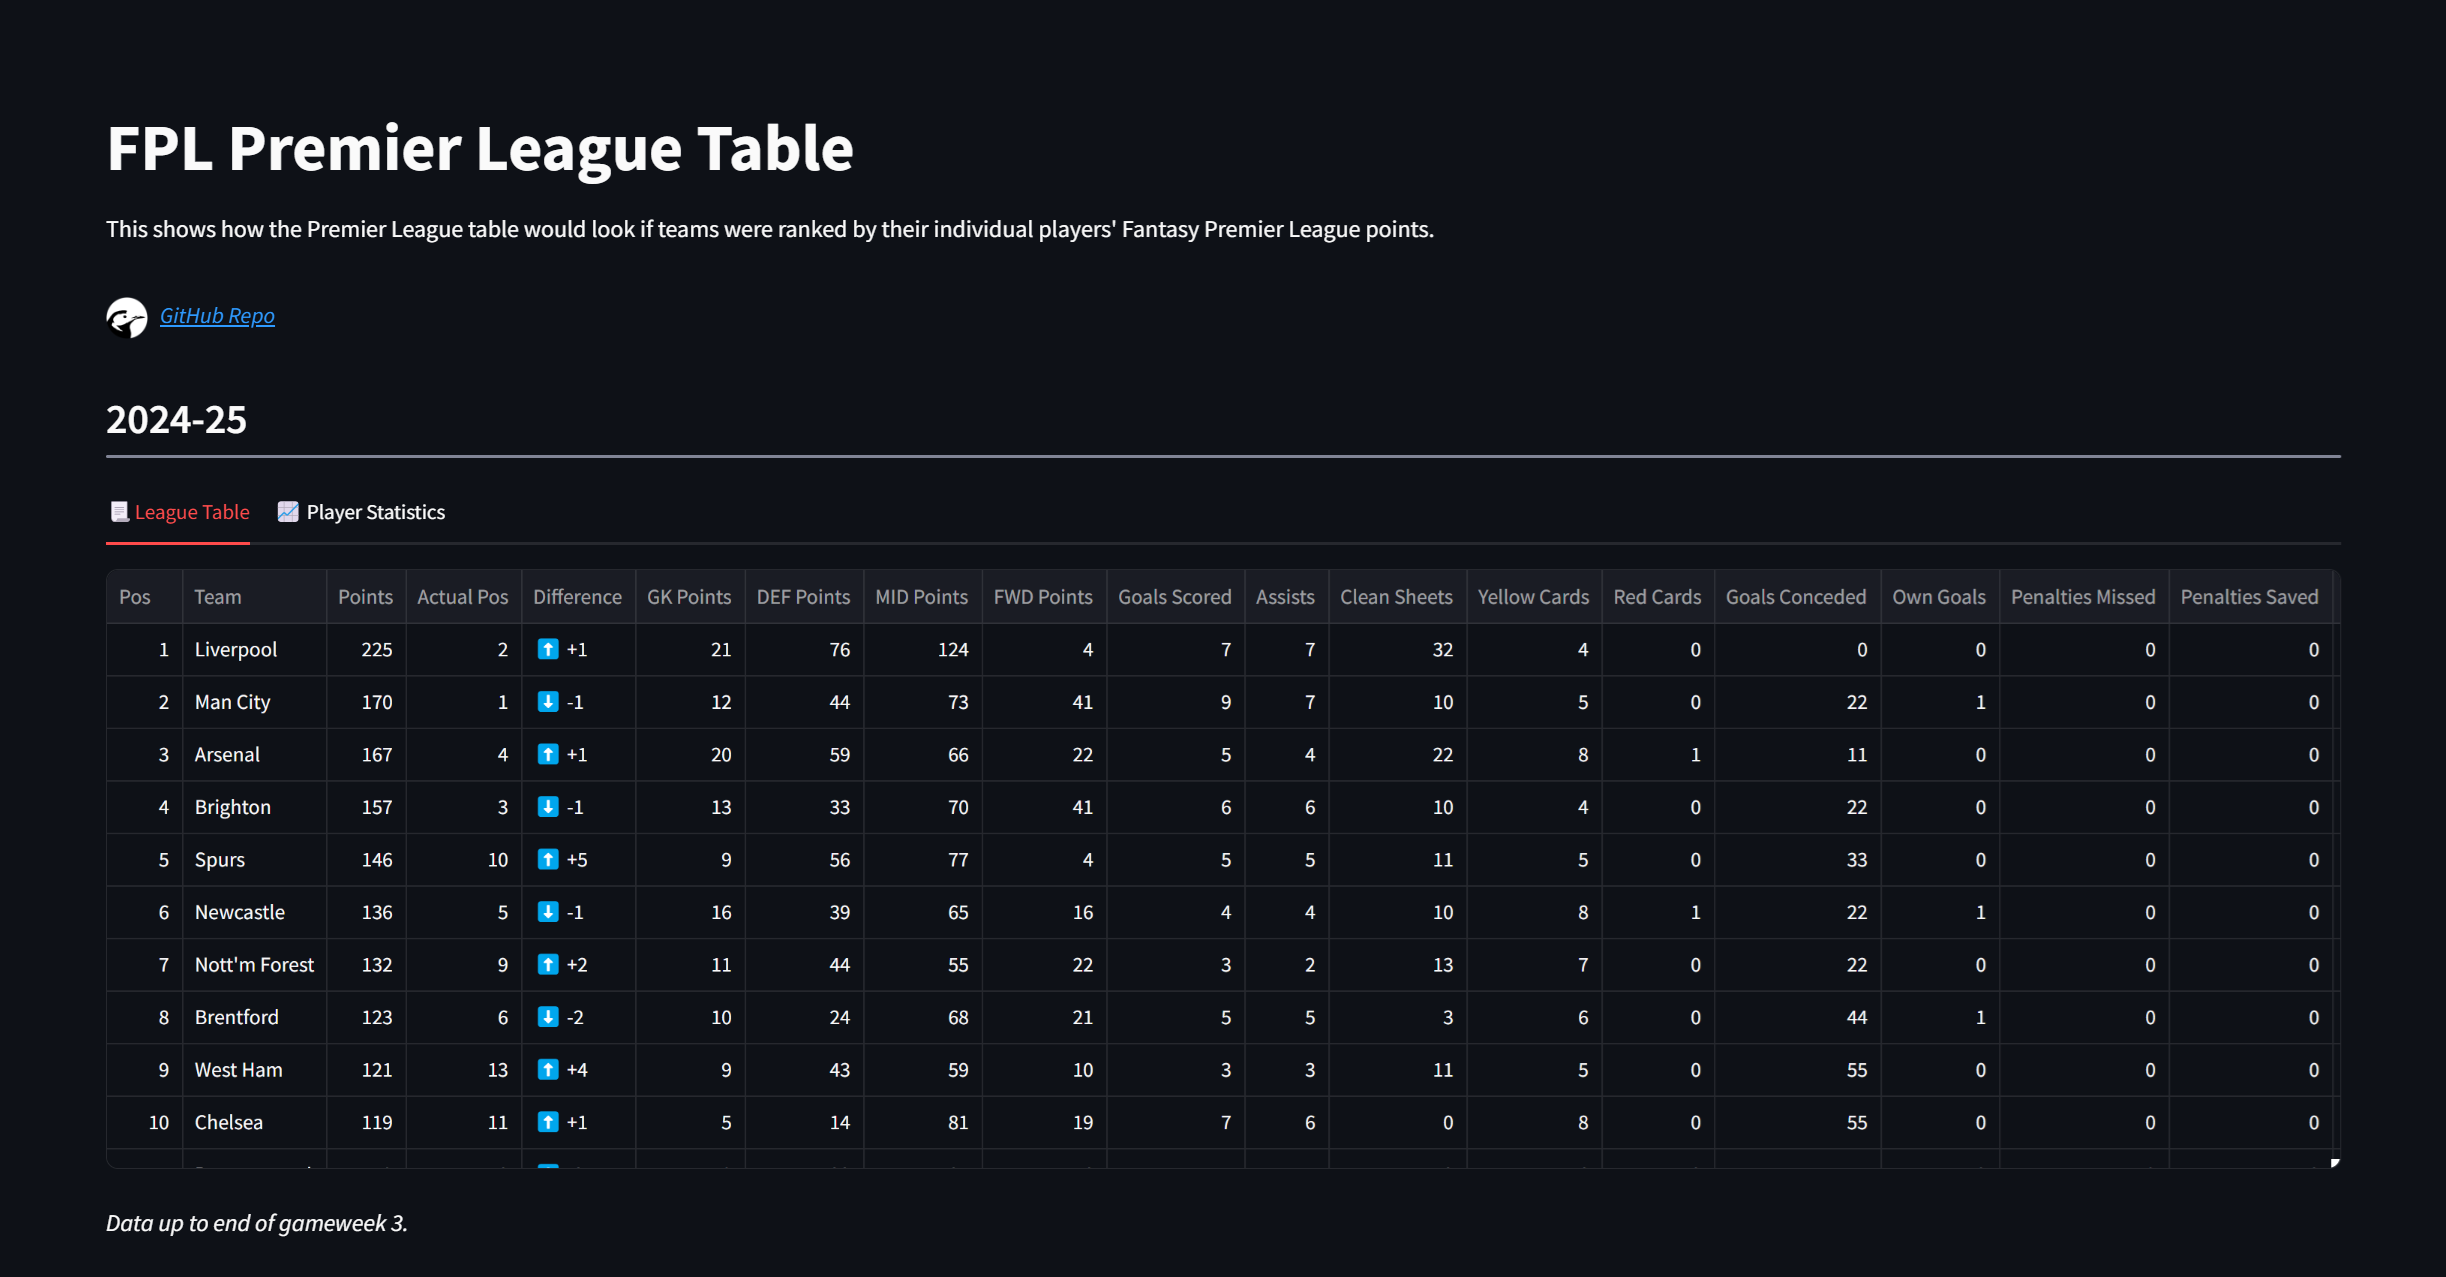 FPL Premier League Table
This shows how the Premier League table would look if teams were ranked by their individual players' Fantasy Premier League points.
GitHub Repo
2024-25
League Table Player Statistics
Pos Team Points Actual Pos Difference GK Points DEF Points MID Points FWD Points Goals Scored Assists Clean Sheets Yellow Cards Red Cards Goals Conceded Own Goals Penalties Missed Penalties Saved
1 Liverpool 225 2 ⬆️ +1 21 76 124 4 7 7 32 4 0 0 0 0 0
2 Man City 170 1 ⬇️ -1 12 44 73 41 9 7 10 5 0 22 1 0 0
3 Arsenal 167 4 ⬆️ +1 20 59 66 22 5 4 22 8 1 11 0 0 0
4 Brighton 157 3 ⬇️ -1 13 33 70 41 6 6 10 4 0 22 0 0 0
5 Spurs 146 10 ⬆️ +5 9 56 77 4 5 5 11 5 0 33 0 0 0
6 Newcastle 136 5 ⬇️ -1 16 39 65 16 4 4 10 8 1 22 1 0 0
7 Nott'm Forest 132 9 ⬆️ +2 11 44 55 22 3 2 13 7 0 22 0 0 0
8 Brentford 123 6 ⬇️ -2 10 24 68 21 5 5 3 6 0 44 1 0 0
9 West Ham 121 13 ⬆️ +4 9 43 59 10 3 3 11 5 0 55 0 0 0
10 Chelsea 119 11 ⬆️ +1 5 14 81 19 7 6 0 8 0 55 0 0 0
Data up to end of gameweek 3.